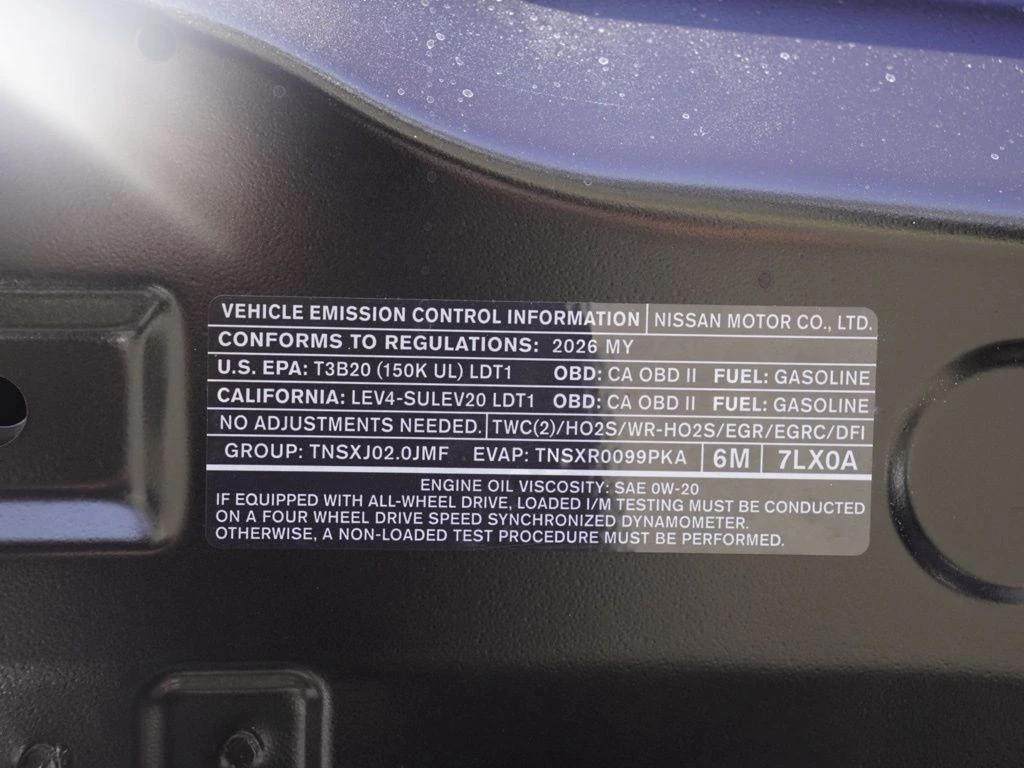 VEHICLE EMISSION CONTROL INFORMATION NISSAN MOTOR CO., LTD.
CONFORMS TO REGULATIONS: 2026 MY
U.S. EPA: T3B20 (150K UL) LDT1 OBD: CA OBD II FUEL: GASOLINE
CALIFORNIA: LEV4-SULEV20 LDT1 OBD: CA OBD II FUEL: GASOLINE
NO ADJUSTMENTS NEEDED. TWC(2)/HO2S/WR-HO2S/EGR/EGRC/DFI
GROUP: TNSXJ02.0JMF EVAP: TNSXR0099PKA 6M 7LX0A
ENGINE OIL VISCOSITY: SAE 0W-20
IF EQUIPPED WITH ALL-WHEEL DRIVE, LOADED I/M TESTING MUST BE CONDUCTED
ON A FOUR WHEEL DRIVE SPEED SYNCHRONIZED DYNAMOMETER.
OTHERWISE, A NON-LOADED TEST PROCEDURE MUST BE PERFORMED.